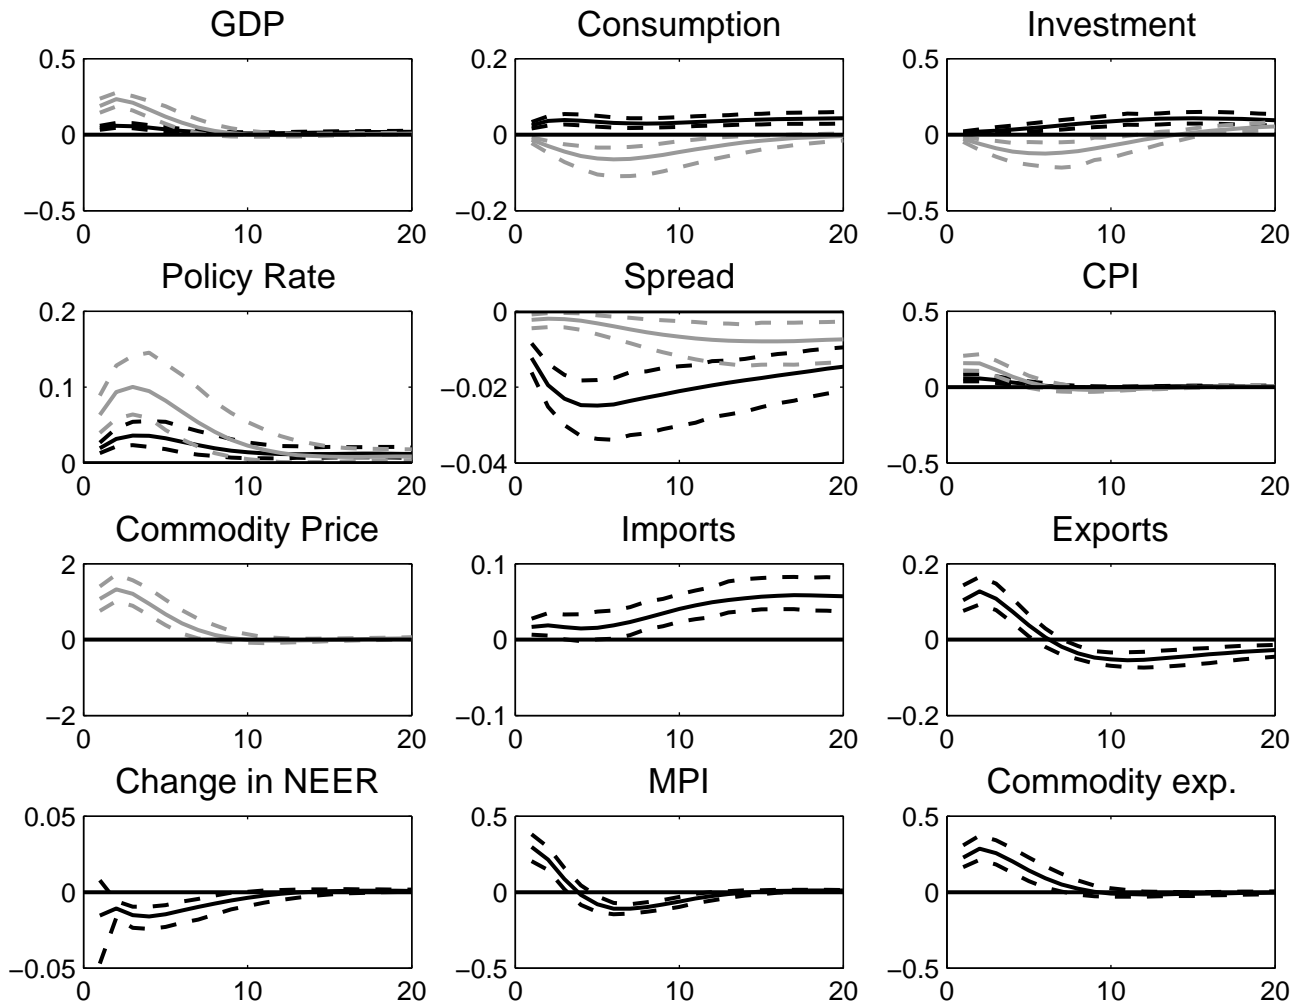 GDP Consumption Investment
0.5 0.2 0.5
0 0 0
−0.5 −0.2 −0.5
0 10 20 0 10 20 0 10 20
Policy Rate Spread CPI
0.2 0 0.5
0.1 −0.02 0
0 −0.04 −0.5
0 10 20 0 10 20 0 10 20
Commodity Price Imports Exports
2 0.1 0.2
0 0 0
−2 −0.1 −0.2
0 10 20 0 10 20 0 10 20
Change in NEER MPI Commodity exp.
0.05 0.5 0.5
0 0 0
−0.05 −0.5 −0.5
0 10 20 0 10 20 0 10 20